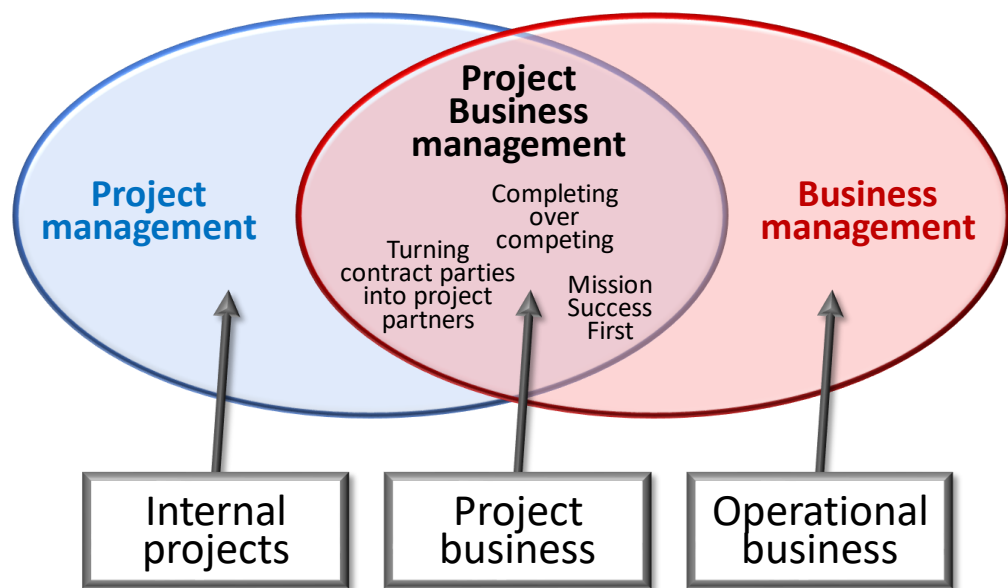 Project
Business
management
Project
management
Business
management
Completing
over
competing
Turning
contract parties
into project
partners
Mission
Success
First
Internal
projects
Project
business
Operational
business